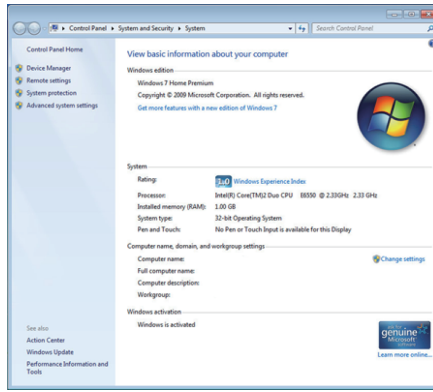 Control Panel ▸ System and Security ▸ System
Search Control Panel
Control Panel Home
Device Manager
Remote settings
System protection
Advanced system settings
See also
Action Center
Windows Update
Performance Information and
Tools
View basic information about your computer
Windows edition
Windows 7 Home Premium
Copyright © 2009 Microsoft Corporation. All rights reserved.
Get more features with a new edition of Windows 7
System
Rating: Windows Experience Index
Processor: Intel(R) Core(TM)2 Duo CPU E6550 @ 2.33GHz 2.33 GHz
Installed memory (RAM): 1.00 GB
System type: 32-bit Operating System
Pen and Touch: No Pen or Touch Input is available for this Display
Computer name, domain, and workgroup settings
Computer name: Change settings
Full computer name:
Computer description:
Workgroup:
Windows activation
Windows is activated
genuine
Microsoft
software
Learn more online...